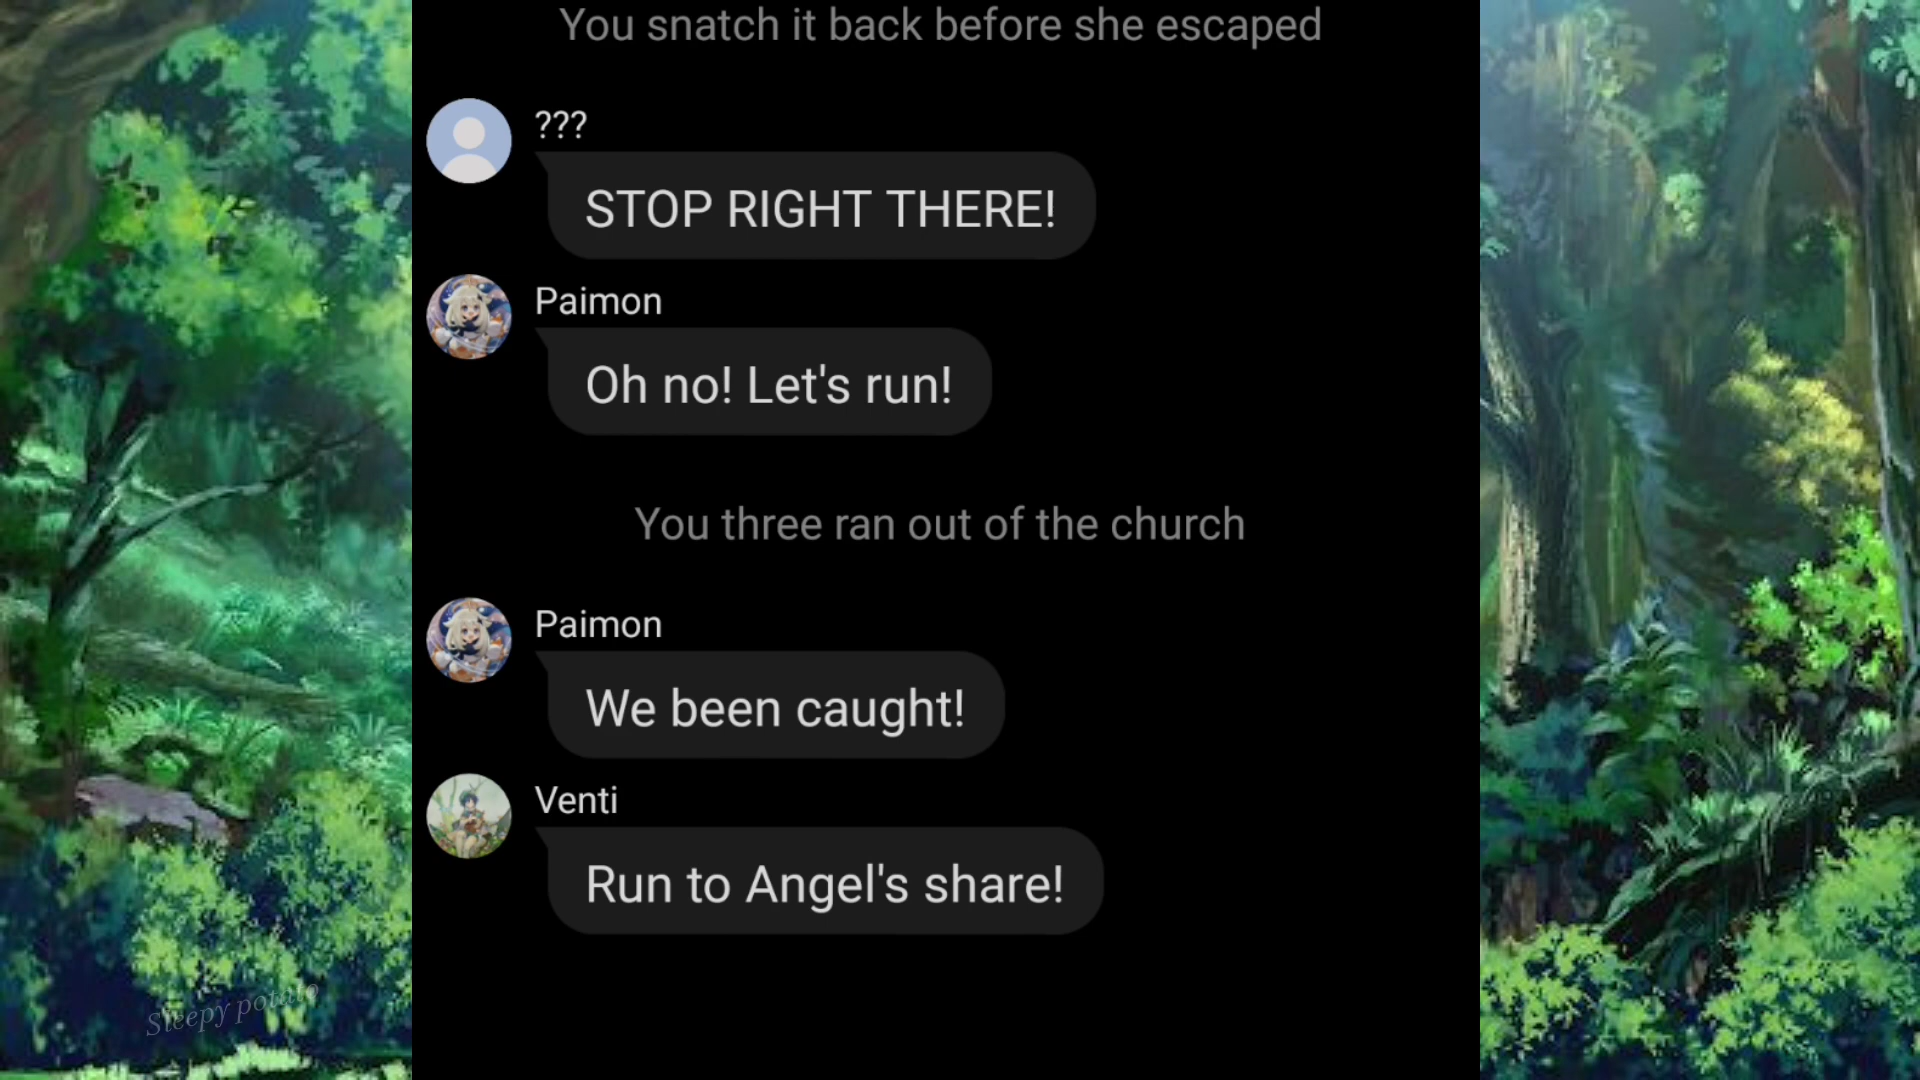 You snatch it back before she escaped
???
STOP RIGHT THERE!
Paimon
Oh no! Let's run!
You three ran out of the church
Paimon
We been caught!
Venti
Run to Angel's share!
Sleepy potato